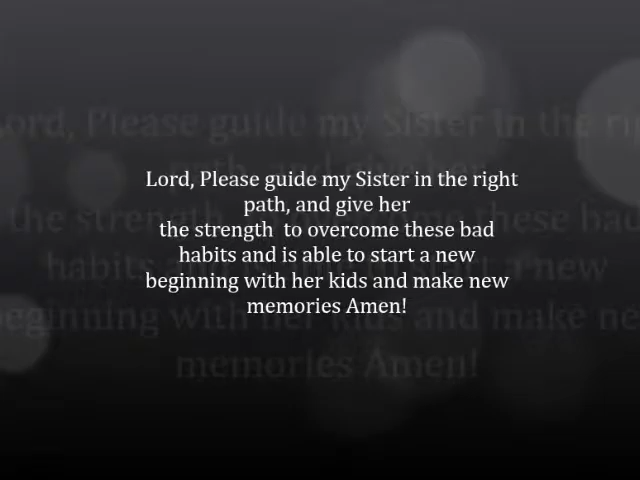 Lord, Please guide my Sister in the right
path, and give her
the strength  to overcome these bad
habits and is able to start a new
beginning with her kids and make new
memories Amen!